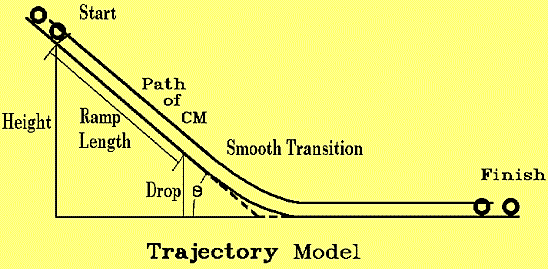 Start
Path
of
CM
Height
Ramp
Length
Smooth Transition
Drop
θ
Finish
Trajectory Model